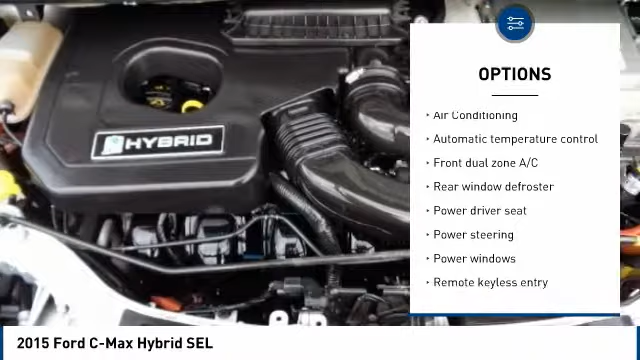 HYBRID
OPTIONS
Air Conditioning
Automatic temperature control
Front dual zone A/C
Rear window defroster
Power driver seat
Power steering
Power windows
Remote keyless entry
2015 Ford C-Max Hybrid SEL